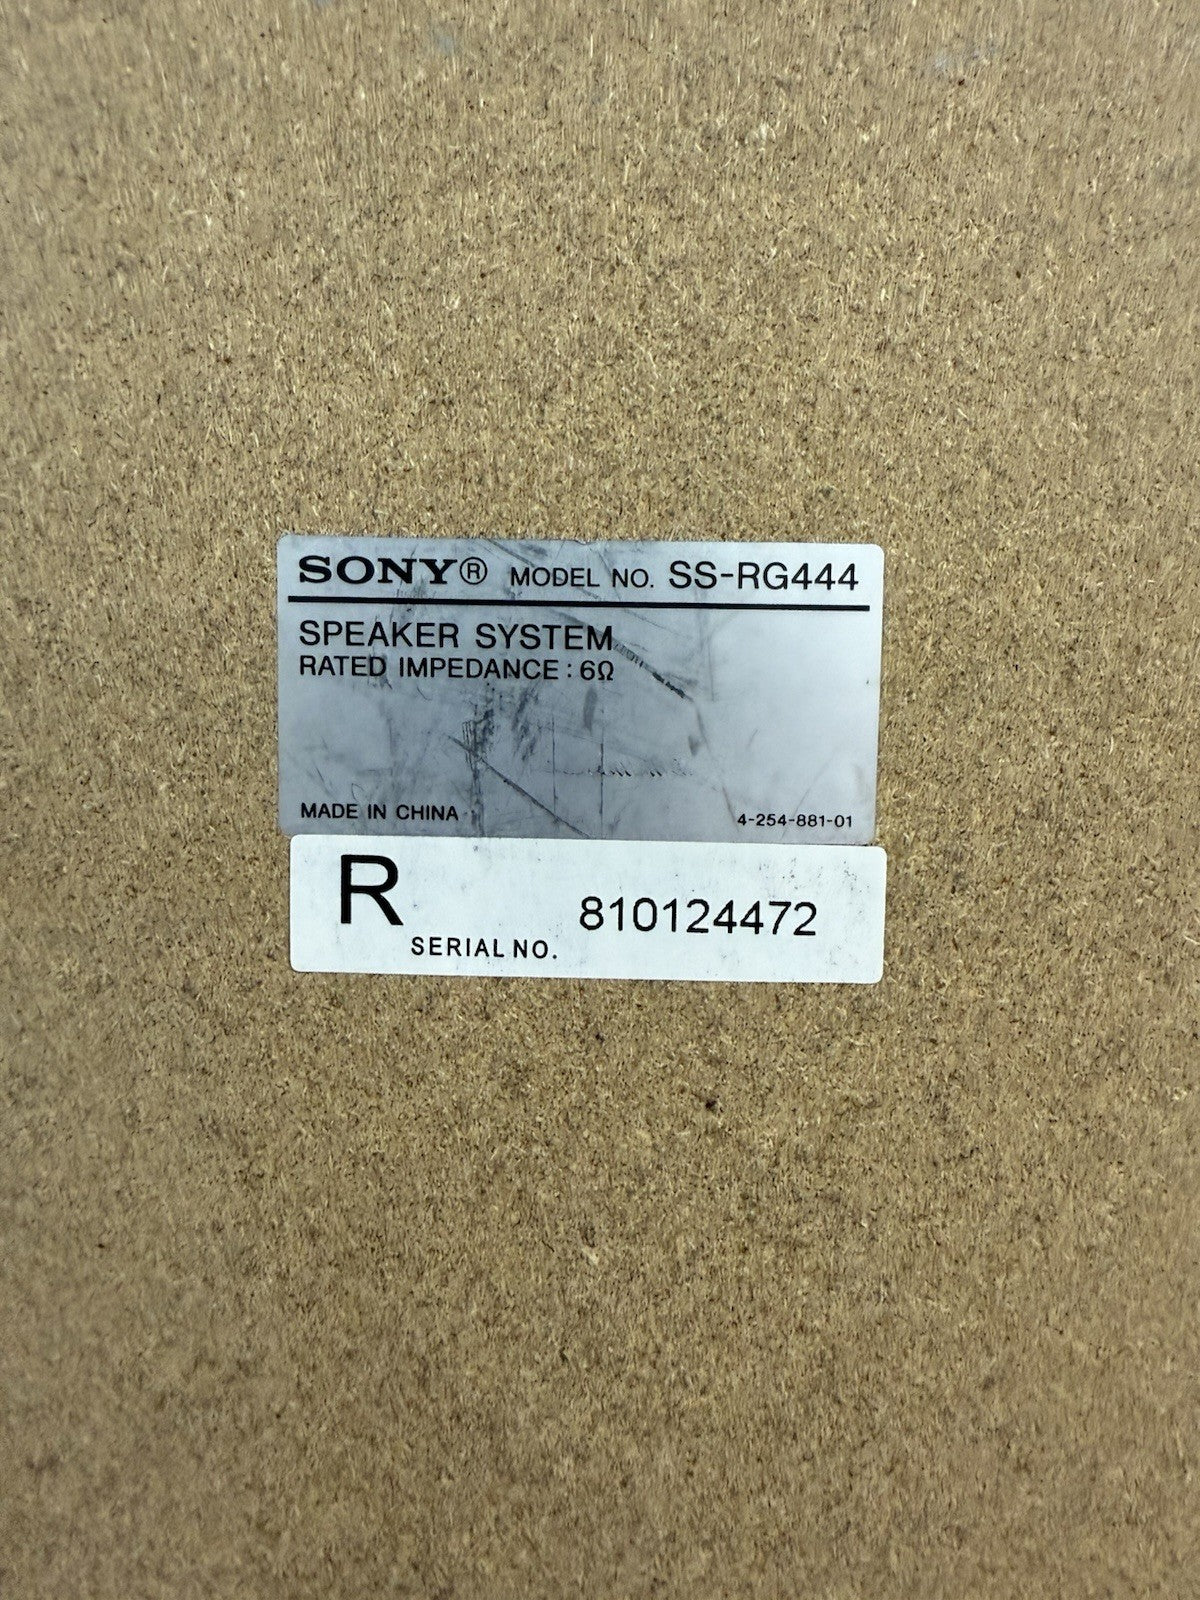 SONY® MODEL NO. SS-RG444
SPEAKER SYSTEM
RATED IMPEDANCE : 6Ω
MADE IN CHINA 4-254-881-01
R SERIAL NO. 810124472